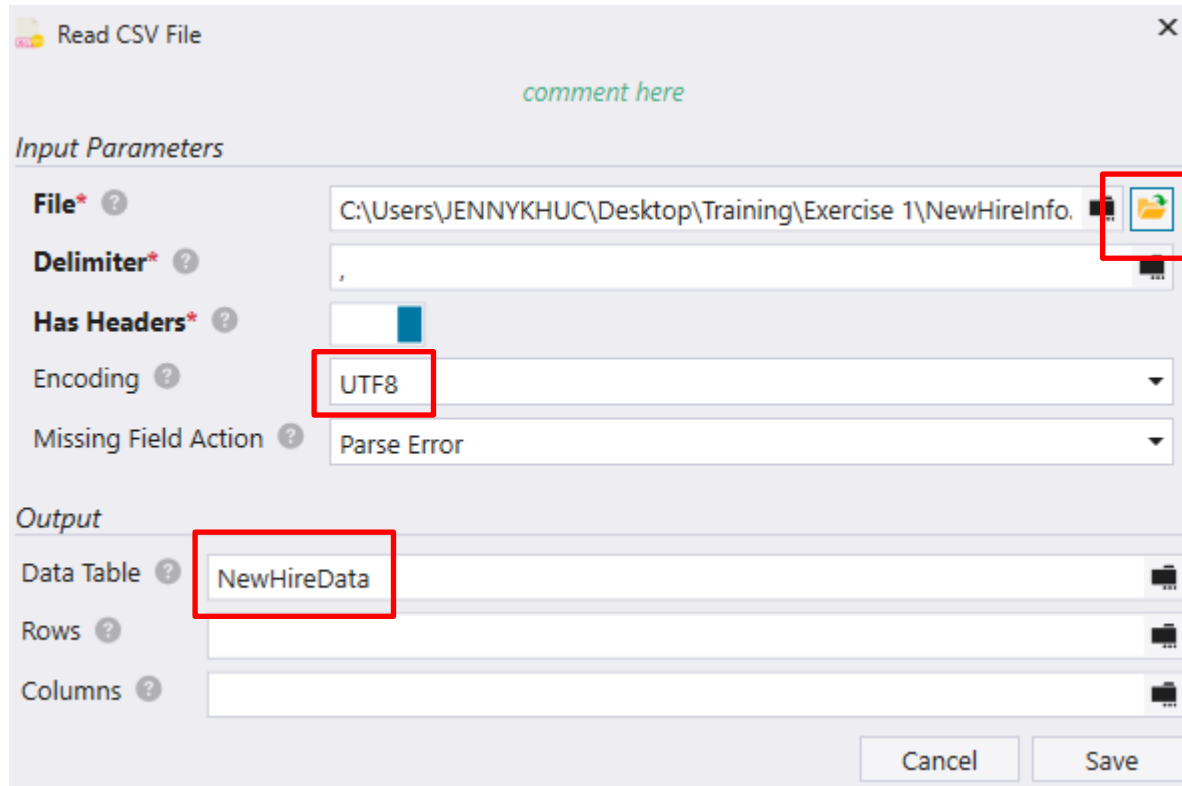 Read CSV File
comment here
Input Parameters
File*
C:\Users\JENNYKHUC\Desktop\Training\Exercise 1\NewHireInfo.
Delimiter*
,
Has Headers*
Encoding
UTF8
Missing Field Action
Parse Error
Output
Data Table
NewHireData
Rows
Columns
Cancel
Save